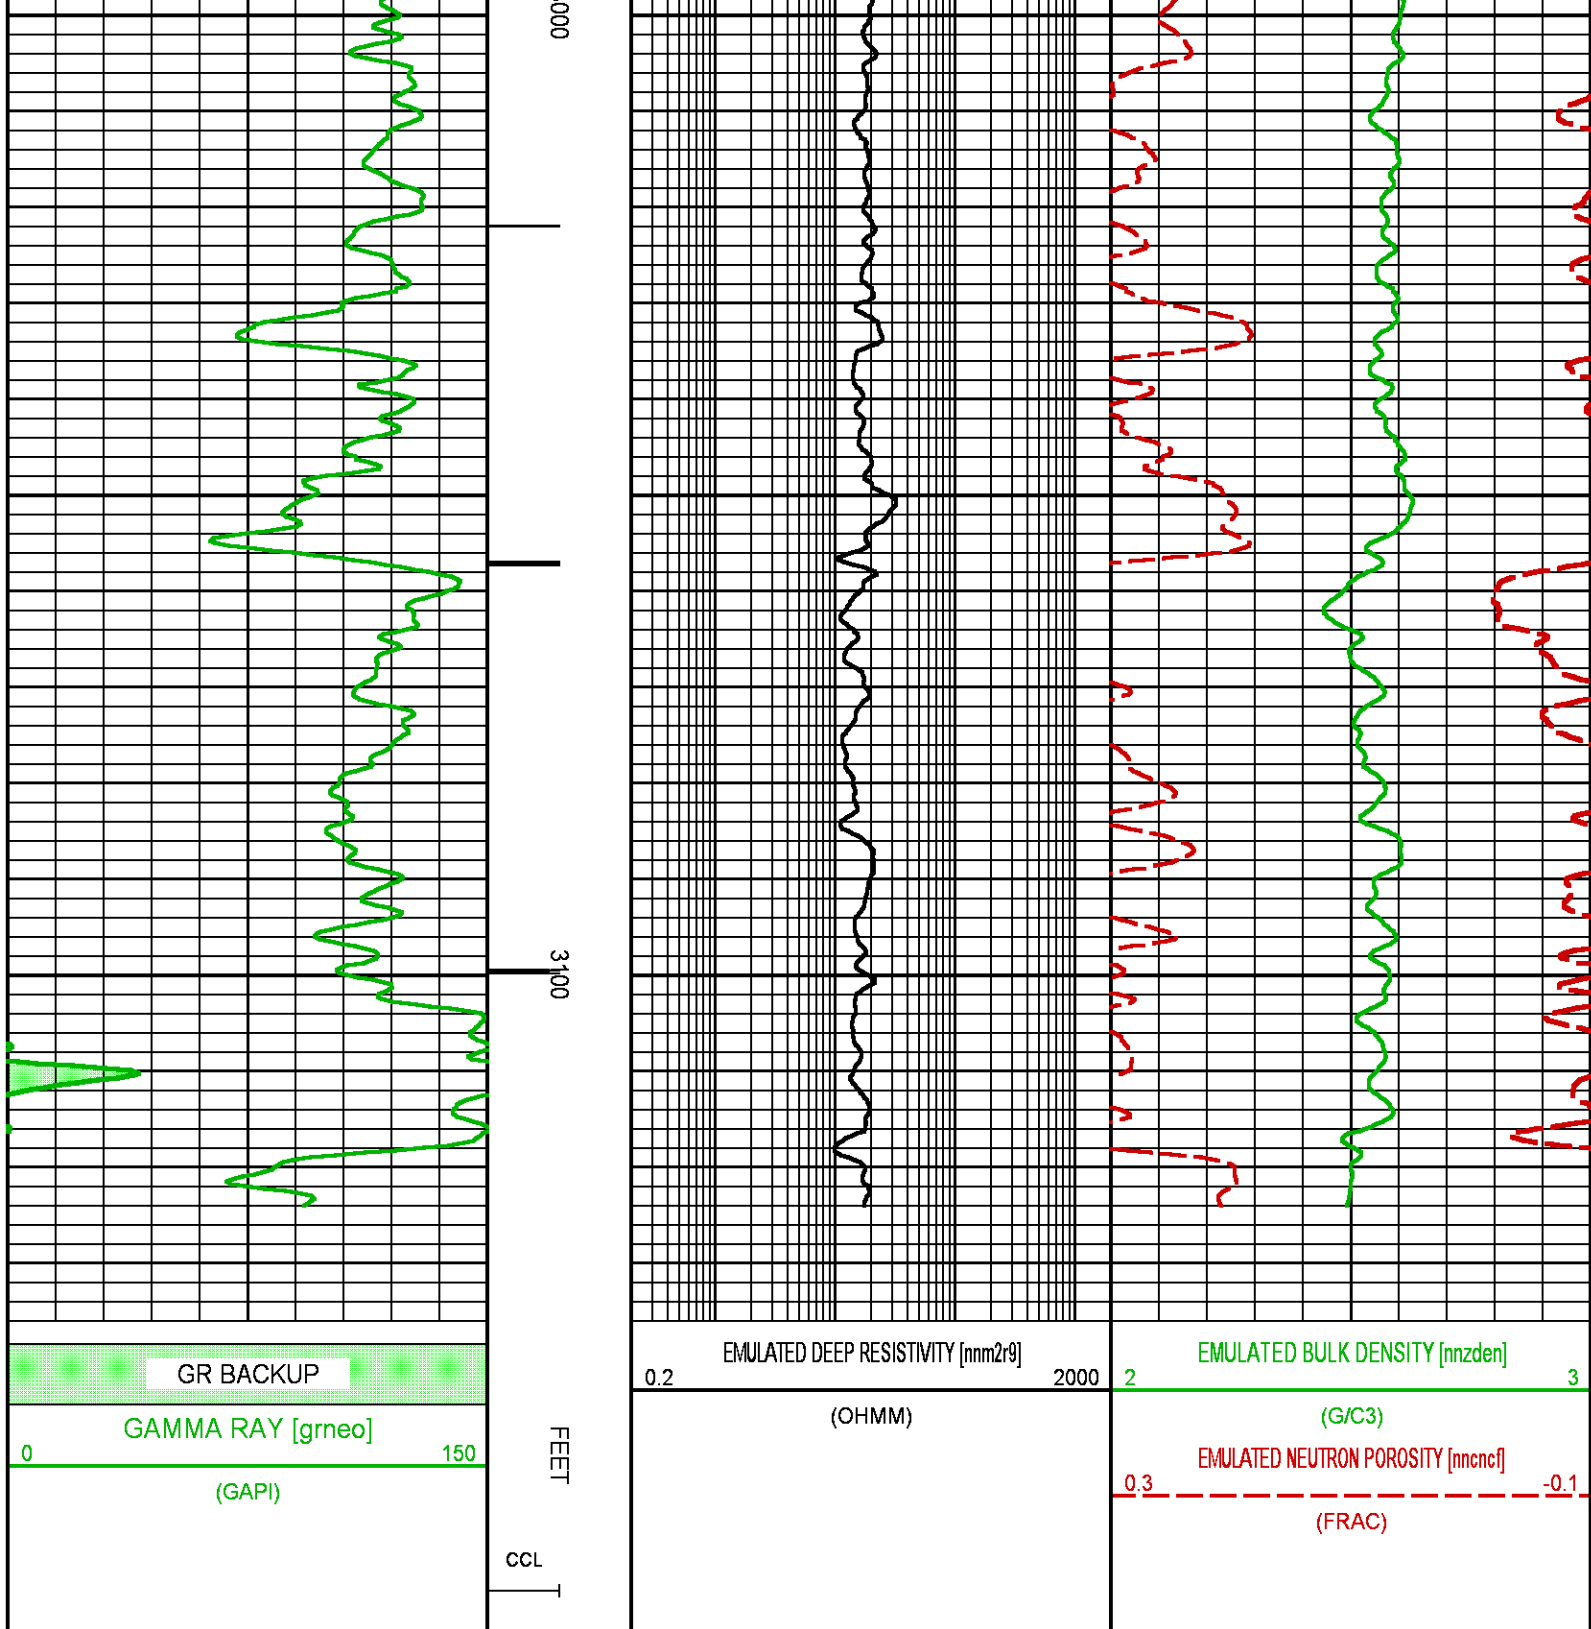 000
3100
GR BACKUP
GAMMA RAY [grneo]
0 150
(GAPI)
FEET
CCL
EMULATED DEEP RESISTIVITY [nnm2r9]
0.2 2000
(OHMM)
EMULATED BULK DENSITY [nnzden]
2 3
(G/C3)
EMULATED NEUTRON POROSITY [nncncf]
0.3 -0.1
(FRAC)